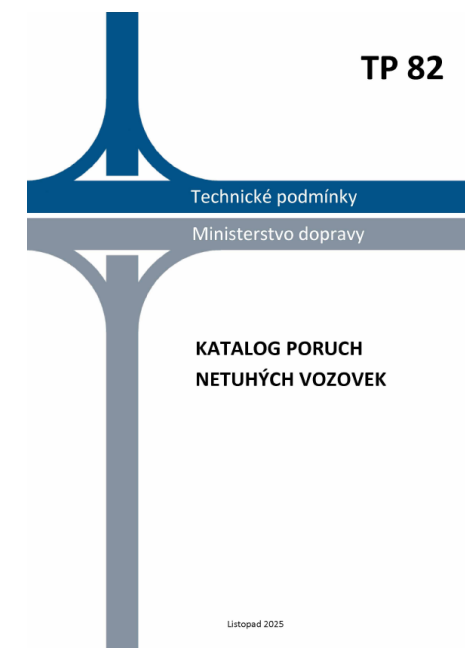 TP 82
Technické podmínky
Ministerstvo dopravy
KATALOG PORUCH
NETUHÝCH VOZOVEK
Listopad 2025